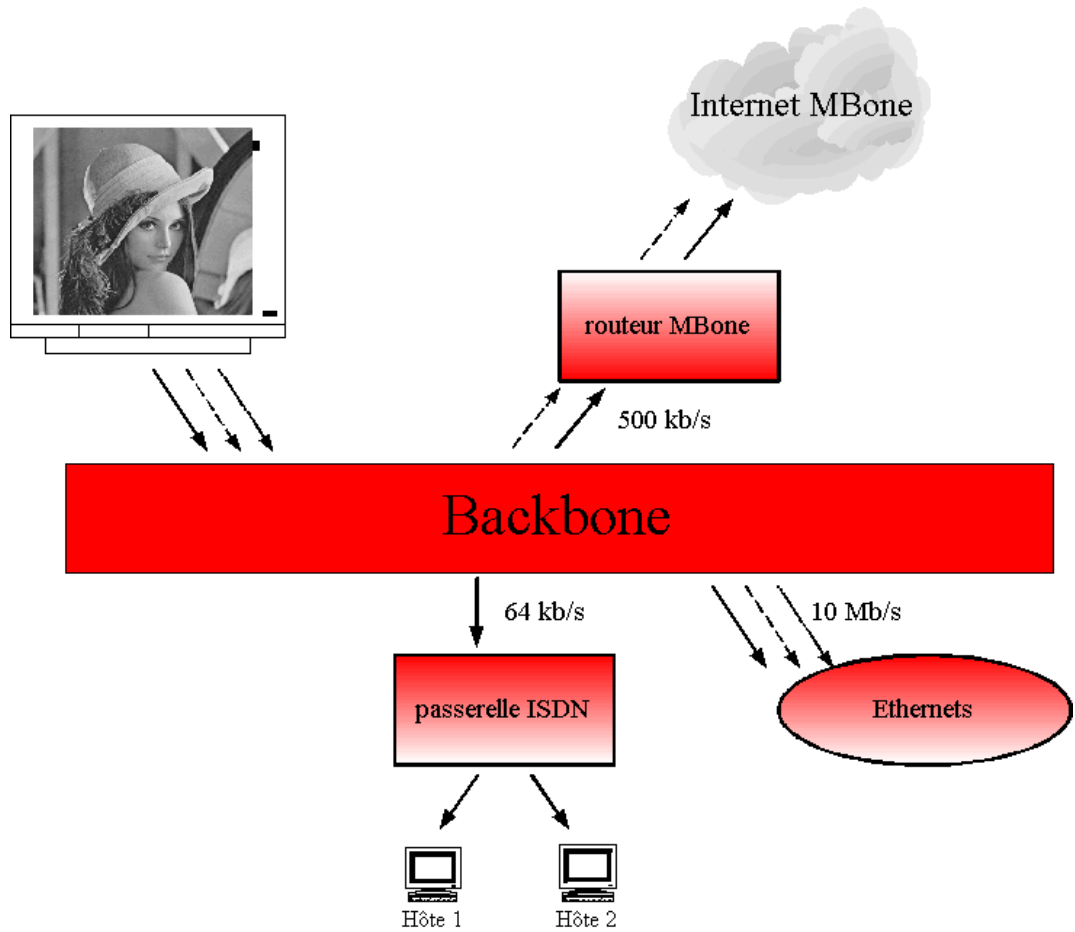 Internet MBone
routeur MBone
500 kb/s
Backbone
64 kb/s
10 Mb/s
passerelle ISDN
Ethernets
Hôte 1
Hôte 2